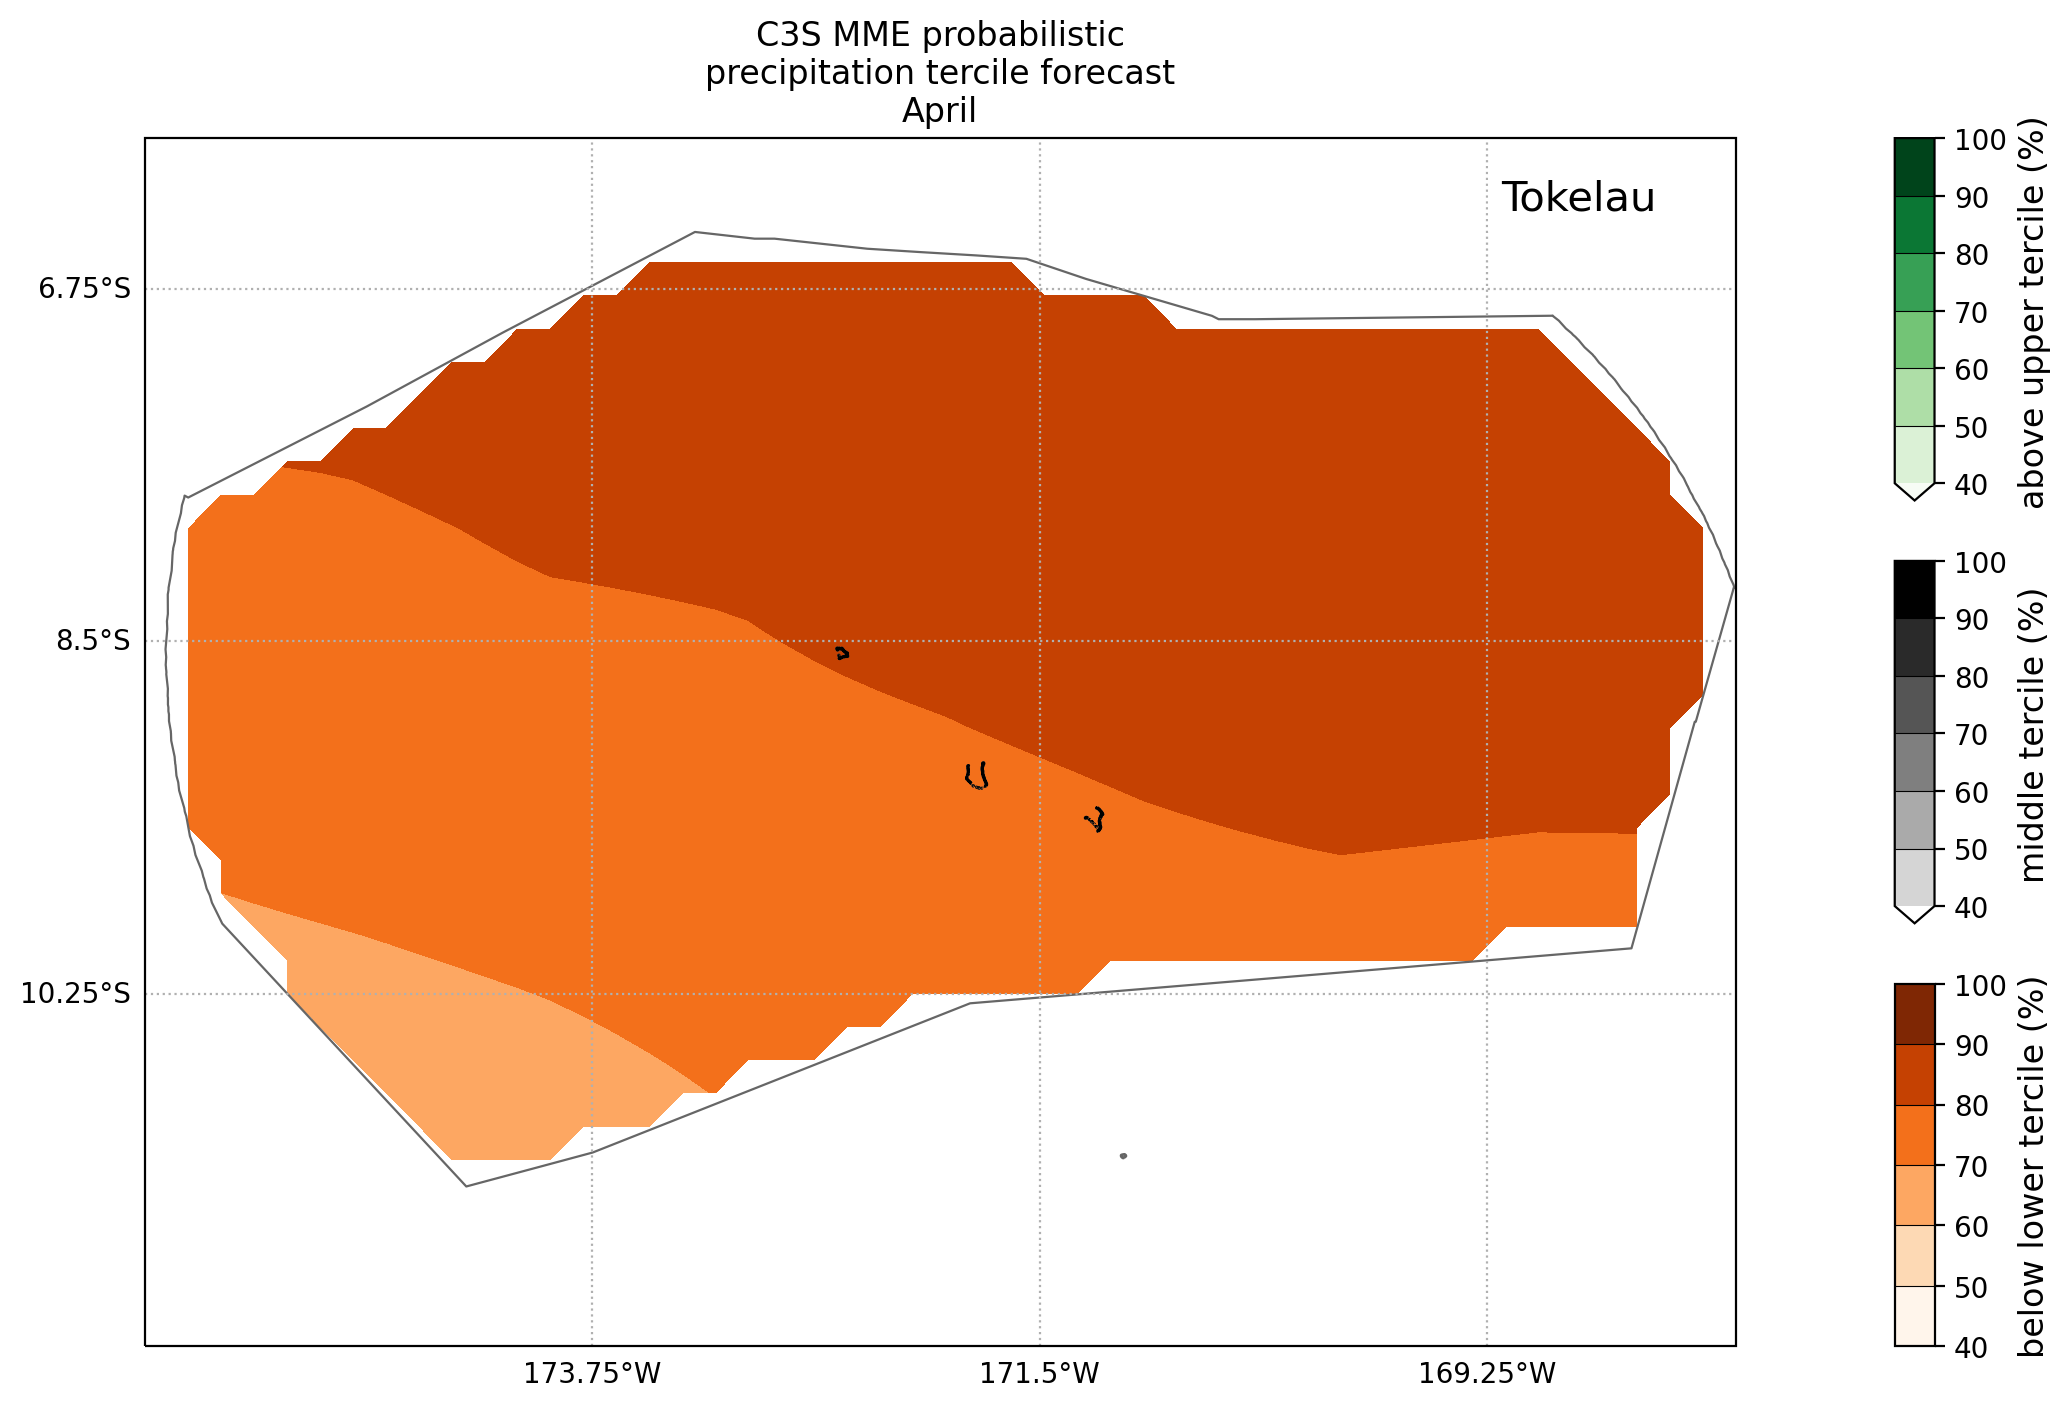 C3S MME probabilistic
precipitation tercile forecast
April
Tokelau
6.75°S
8.5°S
10.25°S
173.75°W
171.5°W
169.25°W
100
90
80
70
60
50
40
above upper tercile (%)
100
90
80
70
60
50
40
middle tercile (%)
100
90
80
70
60
50
40
below lower tercile (%)